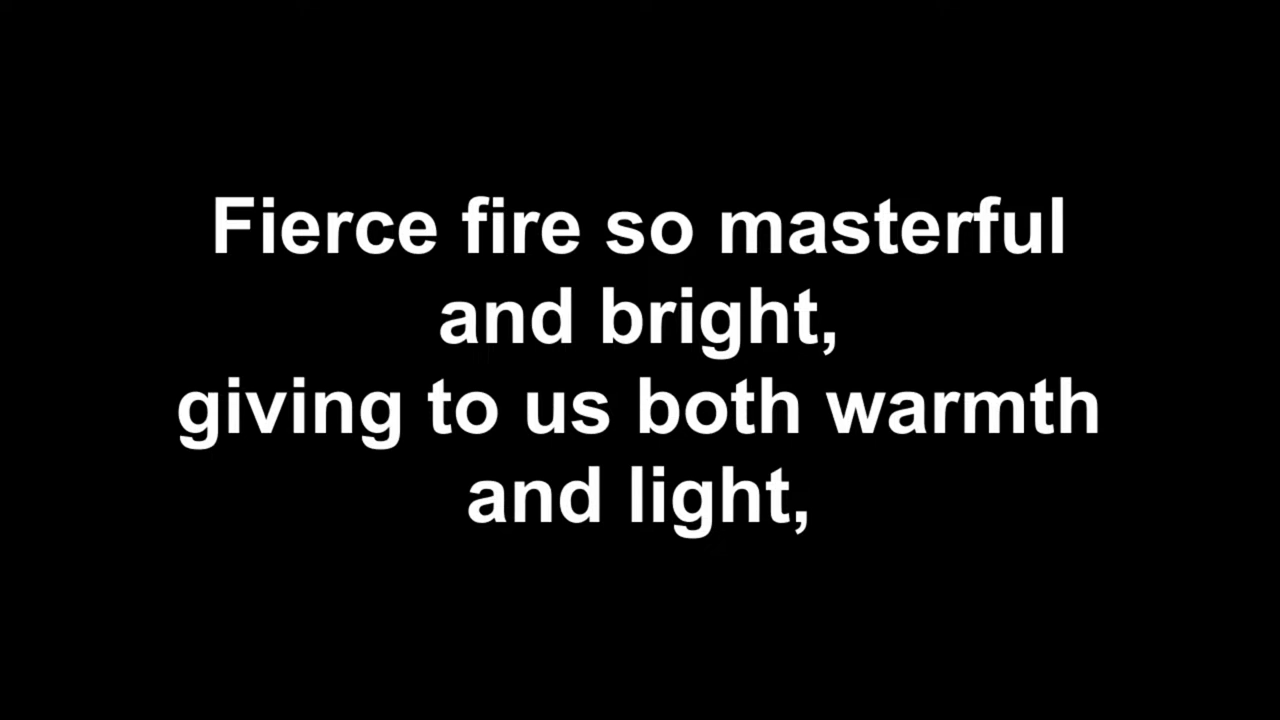 Fierce fire so masterful
and bright,
giving to us both warmth
and light,